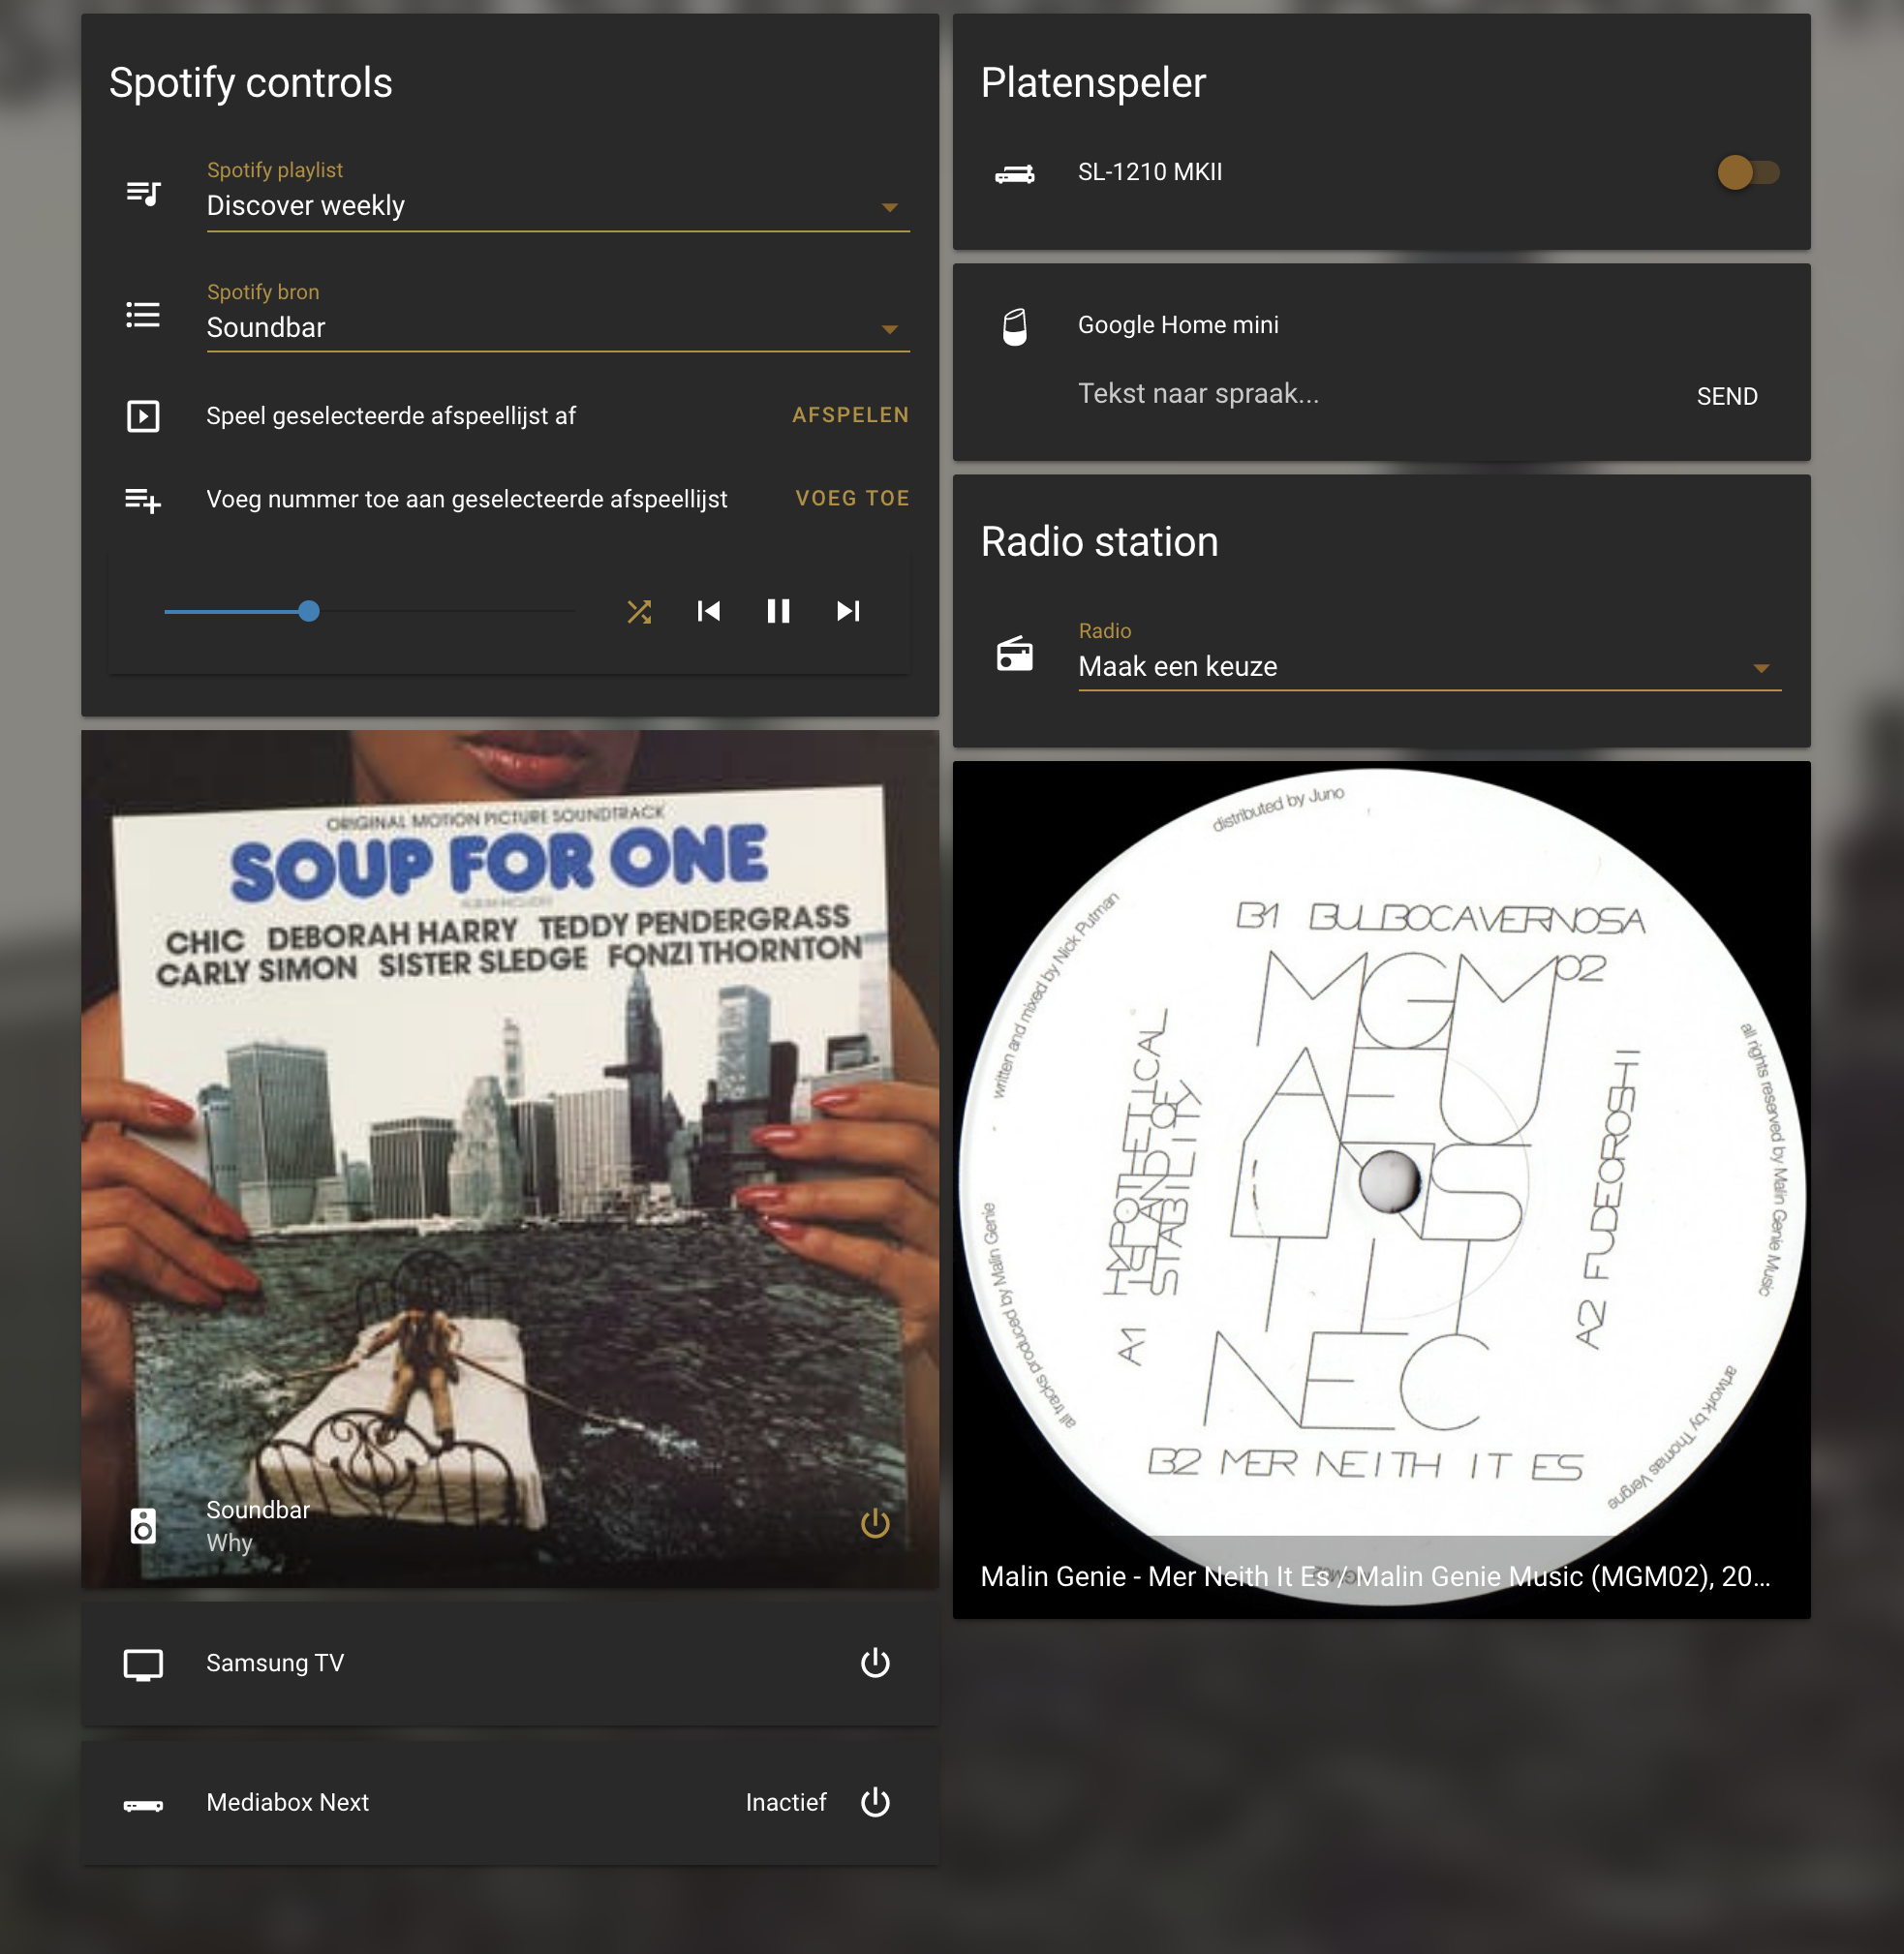 Spotify controls
Spotify playlist
Discover weekly
Spotify bron
Soundbar
Speel geselecteerde afspeellijst af
AFSPELEN
Voeg nummer toe aan geselecteerde afspeellijst
VOEG TOE
ORIGINAL MOTION PICTURE SOUNDTRACK
SOUP FOR ONE
ALBUM INCLUDES
CHIC DEBORAH HARRY TEDDY PENDERGRASS
CARLY SIMON SISTER SLEDGE FONZI THORNTON
Soundbar
Why
Samsung TV
Mediabox Next
Inactief
Platenspeler
SL-1210 MKII
Google Home mini
Tekst naar spraak...
SEND
Radio station
Radio
Maak een keuze
distributed by Juno
written and mixed by Nick Putman
all rights reserved by Malin Genie Music
all tracks produced by Malin Genie
artwork by Thomas Vergne
B1 BULBOCAVERNOSA
MGM02
A1 HYPOTHETICAL
ISLAND OF
STABILITY
A2 FUDEOROSHI
NEC
B2 MER NEITH IT ES
Malin Genie - Mer Neith It Es / Malin Genie Music (MGM02), 20...